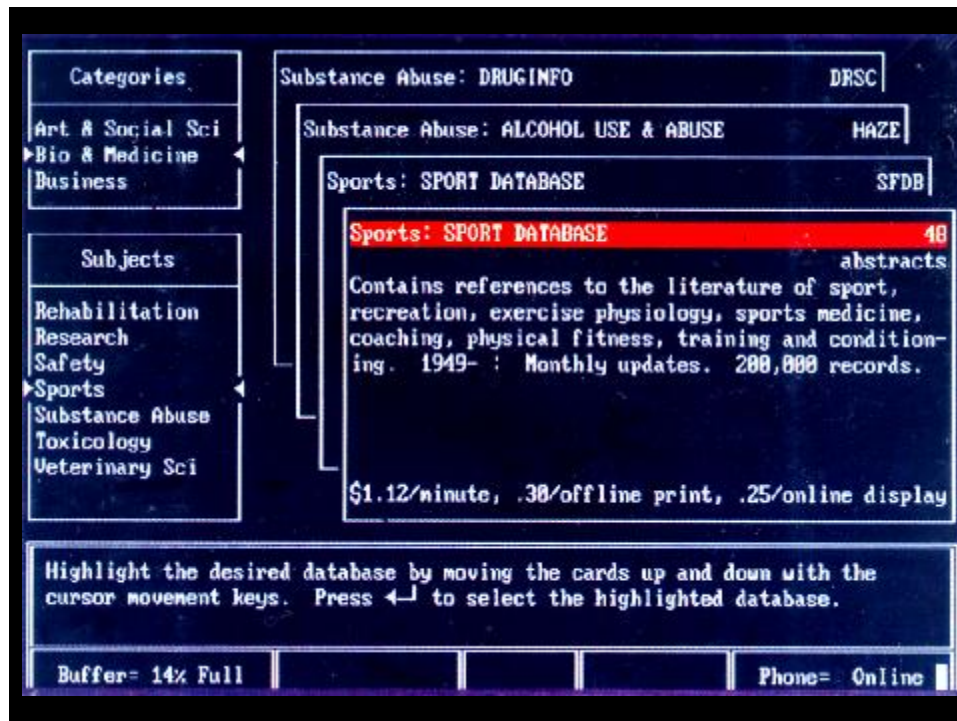 Categories
Art & Social Sci
Bio & Medicine
Business
Subjects
Rehabilitation
Research
Safety
Sports
Substance Abuse
Toxicology
Veterinary Sci
Substance Abuse: DRUGINFO DRSC
Substance Abuse: ALCOHOL USE & ABUSE HAZE
Sports: SPORT DATABASE SFDB
Sports: SPORT DATABASE 48
abstracts
Contains references to the literature of sport,
recreation, exercise physiology, sports medicine,
coaching, physical fitness, training and condition-
ing. 1949- : Monthly updates. 200,000 records.
$1.12/minute, .30/offline print, .25/online display
Highlight the desired database by moving the cards up and down with the
cursor movement keys. Press ◄┘ to select the highlighted database.
Buffer= 14% Full
Phone= Online